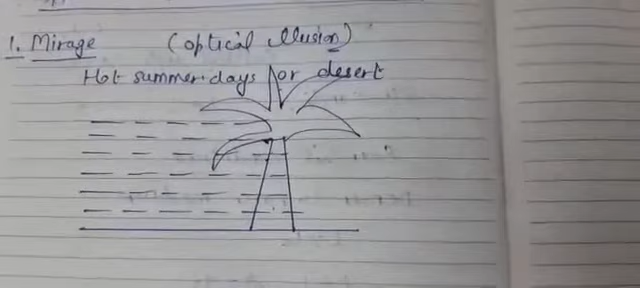 1. Mirage (optical illusion)
Hot summer days or desert